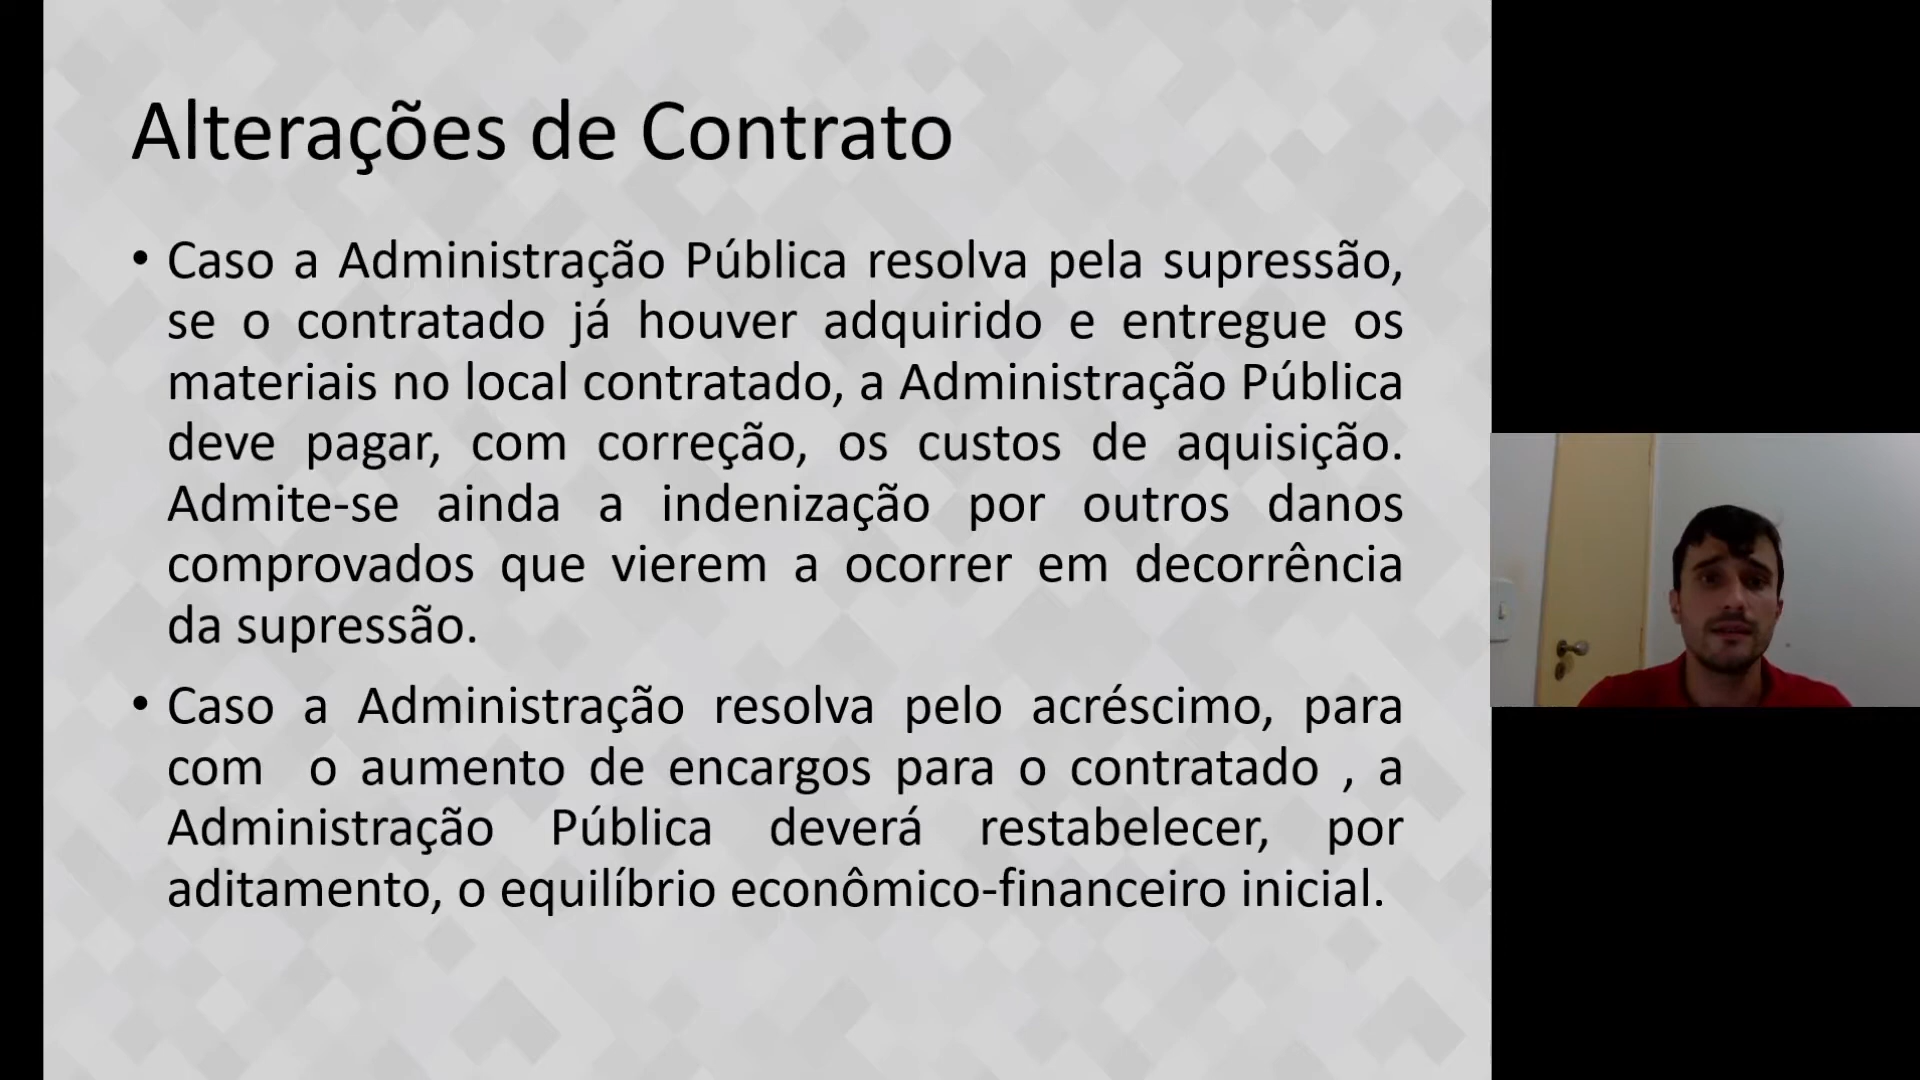 Alterações de Contrato
• Caso a Administração Pública resolva pela supressão,
se o contratado já houver adquirido e entregue os
materiais no local contratado, a Administração Pública
deve pagar, com correção, os custos de aquisição.
Admite-se ainda a indenização por outros danos
comprovados que vierem a ocorrer em decorrência
da supressão.
• Caso a Administração resolva pelo acréscimo, para
com o aumento de encargos para o contratado , a
Administração Pública deverá restabelecer, por
aditamento, o equilíbrio econômico-financeiro inicial.